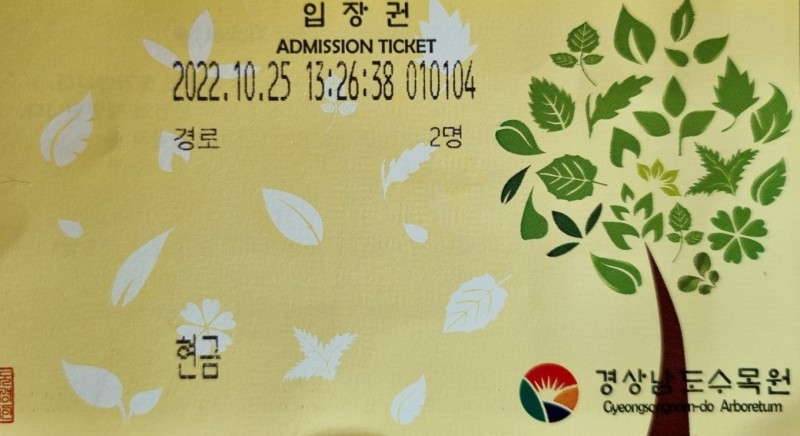 입장권
ADMISSION TICKET
2022.10.25 13:26:38 010104
경로 2명
현금
경상남도수목원
Gyeongsangnam-do Arboretum